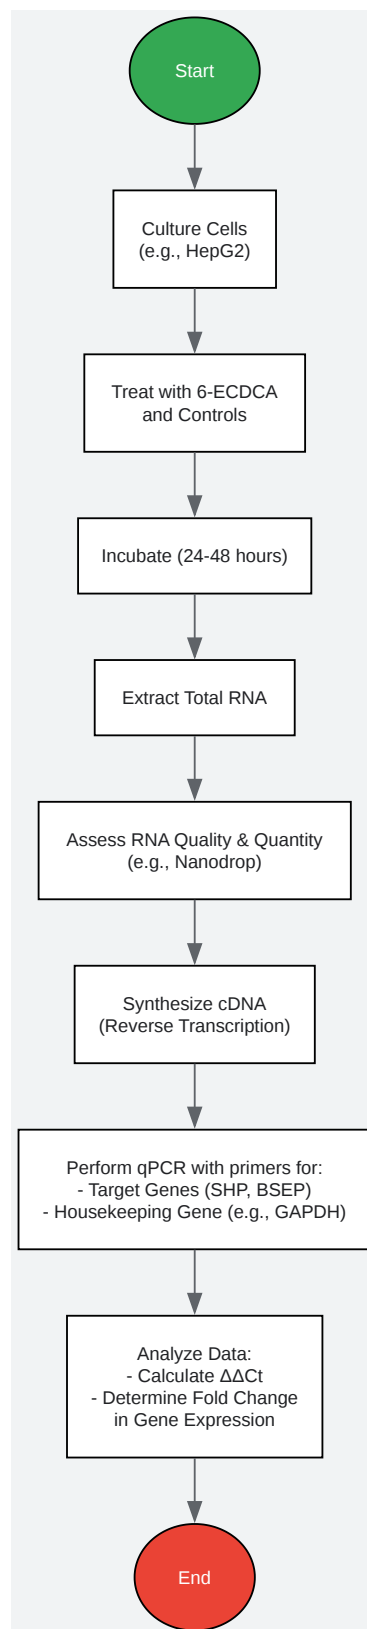 Start
Culture Cells
(e.g., HepG2)
Treat with 6-ECDCA
and Controls
Incubate (24-48 hours)
Extract Total RNA
Assess RNA Quality & Quantity
(e.g., Nanodrop)
Synthesize cDNA
(Reverse Transcription)
Perform qPCR with primers for:
- Target Genes (SHP, BSEP)
- Housekeeping Gene (e.g., GAPDH)
Analyze Data:
- Calculate ΔΔCt
- Determine Fold Change
in Gene Expression
End